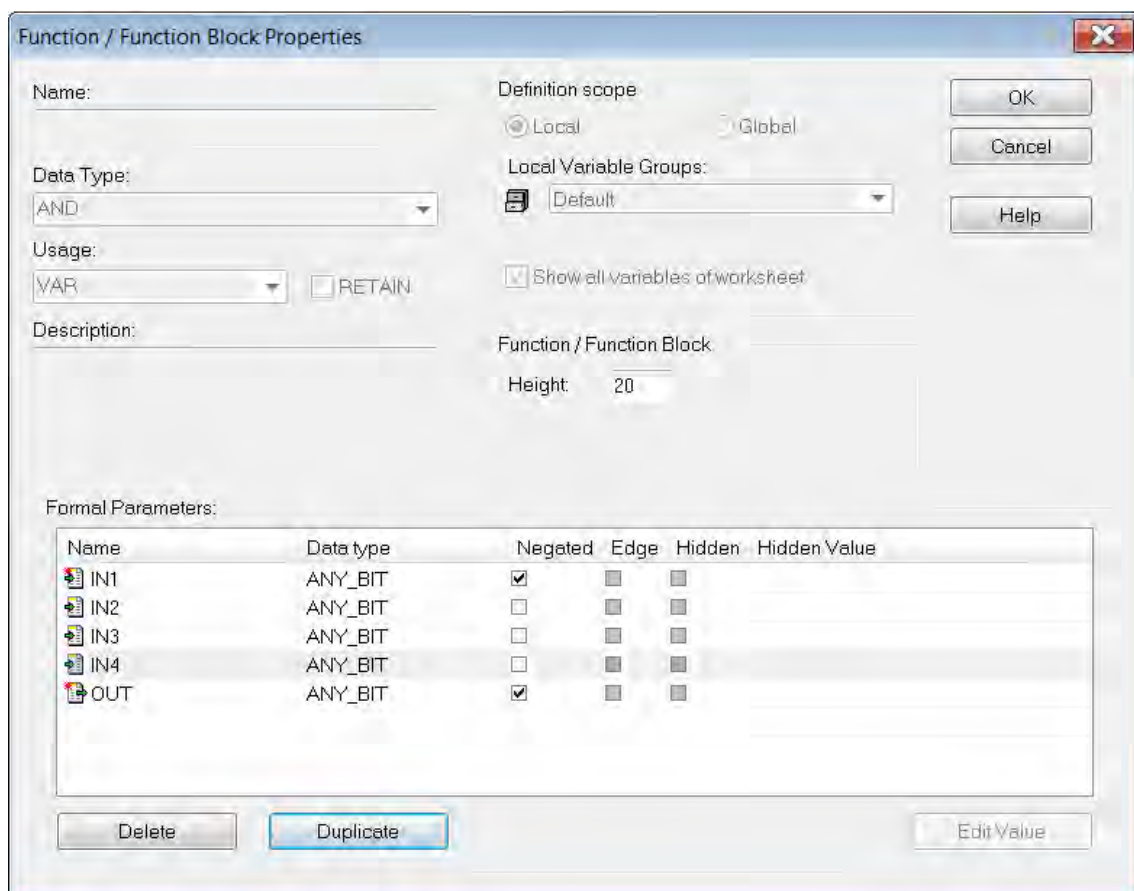 Function / Function Block Properties
Name:
Definition scope
OK
Local
Global
Cancel
Data Type:
Local Variable Groups:
AND
Default
Help
Usage:
VAR
RETAIN
Show all variables of worksheet
Description:
Function / Function Block
Height: 20
Formal Parameters:
Name Data type Negated Edge Hidden Hidden Value
IN1 ANY_BIT
IN2 ANY_BIT
IN3 ANY_BIT
IN4 ANY_BIT
OUT ANY_BIT
Delete Duplicate Edit Value